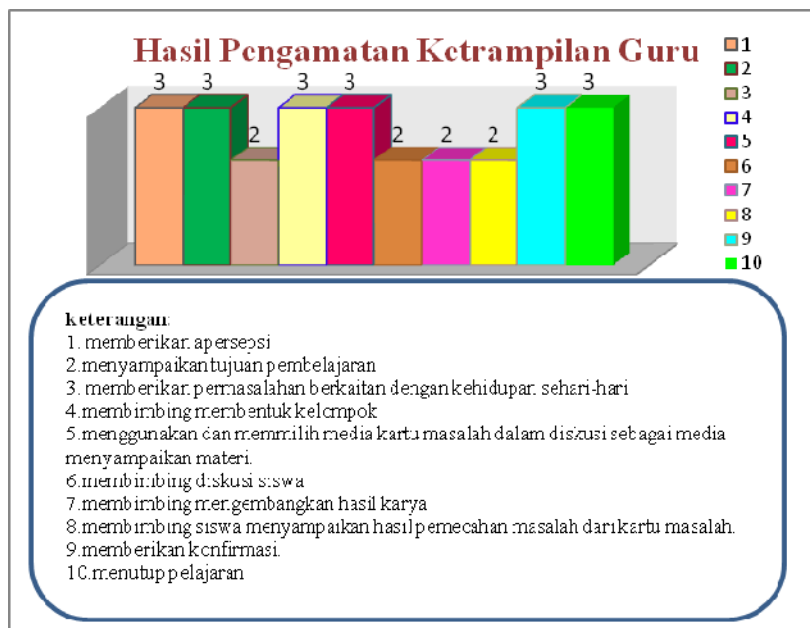 Hasil Pengamatan Ketrampilan Guru
3 3 2 3 3 2 2 2 3 3
1
2
3
4
5
6
7
8
9
10
keterangan:
1. memberikan apersepsi
2.menyampaikan tujuan pembelajaran
3. memberikan permasalahan berkaitan dengan kehidupan sehari-hari
4.membimbing membentuk kelompok
5.menggunakan dan memmilih media kartu masalah dalam diskusi sebagai media
menyampaikan materi.
6.membimbing diskusi siswa
7.membimbing mengembangkan hasil karya
8.membimbing siswa menyampaikan hasil pemecahan masalah dari kartu masalah.
9.memberikan konfirmasi.
10.menutup pelajaran